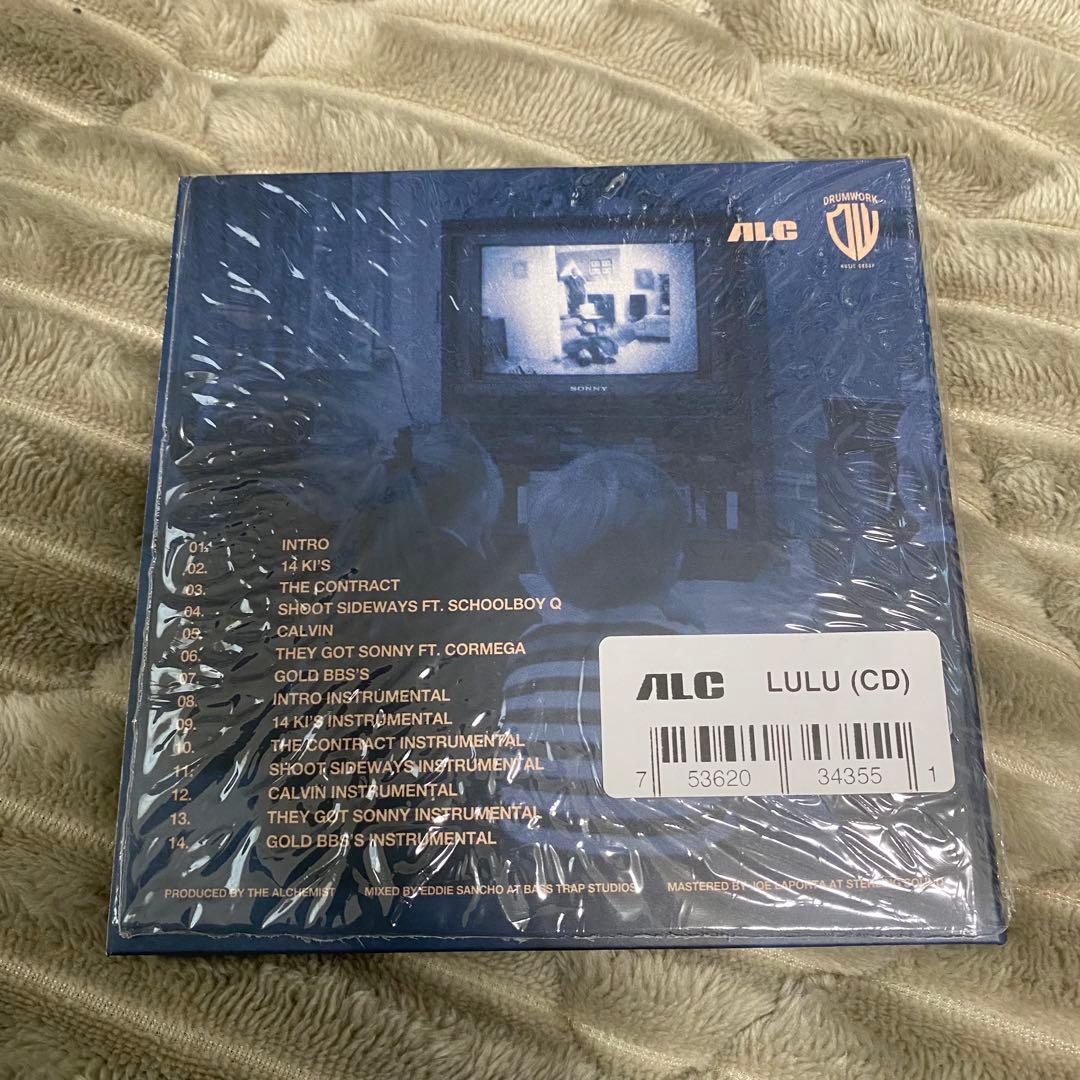 ALC
DRUMWORK
DW
MUSIC GROUP
SONNY
01. INTRO
02. 14 KI'S
03. THE CONTRACT
04. SHOOT SIDEWAYS FT. SCHOOLBOY Q
05. CALVIN
06. THEY GOT SONNY FT. CORMEGA
07. GOLD BBS'S
08. INTRO INSTRUMENTAL
09. 14 KI'S INSTRUMENTAL
10. THE CONTRACT INSTRUMENTAL
11. SHOOT SIDEWAYS INSTRUMENTAL
12. CALVIN INSTRUMENTAL
13. THEY GOT SONNY INSTRUMENTAL
14. GOLD BBS'S INSTRUMENTAL
ALC LULU (CD)
7 53620 34355 1
PRODUCED BY THE ALCHEMIST MIXED BY EDDIE SANCHO AT BASS TRAP STUDIOS MASTERED BY JOE LAPORTA AT